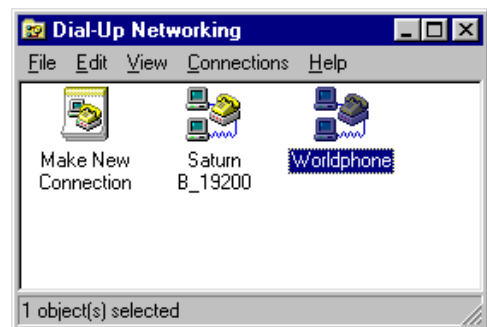 Dial-Up Networking
File Edit View Connections Help
Make New
Connection
Saturn
B_19200
Worldphone
1 object(s) selected